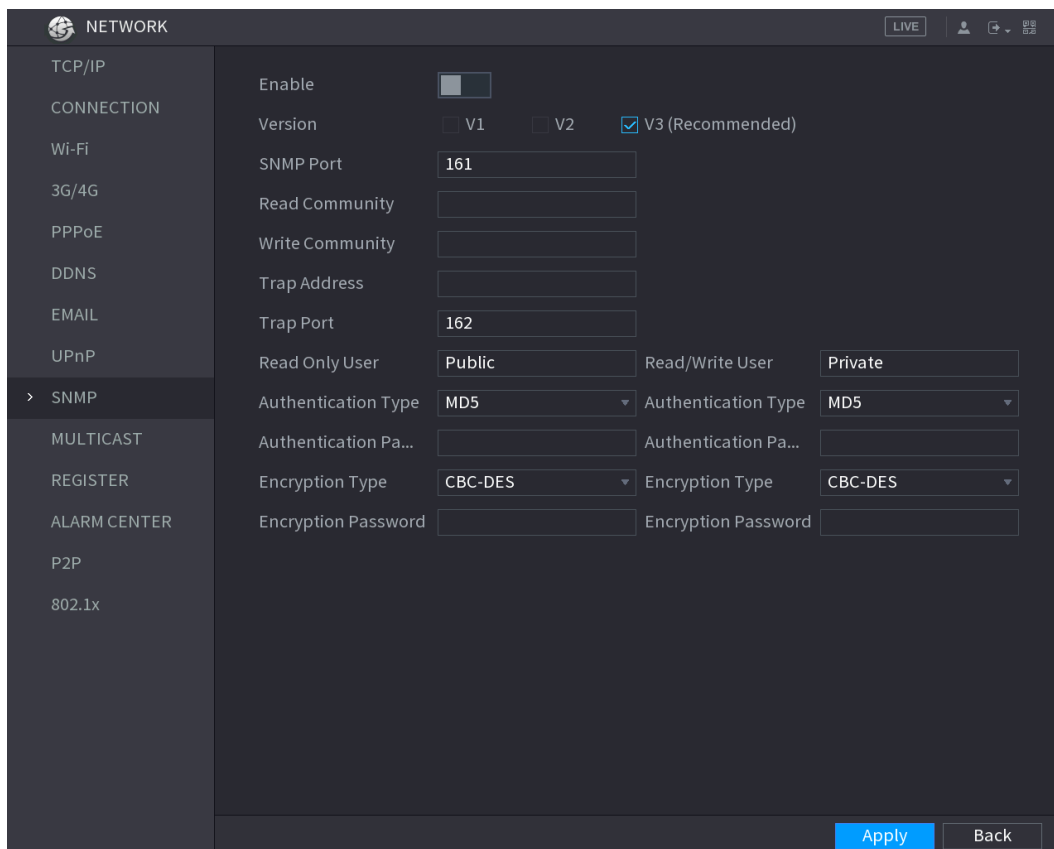 NETWORK
LIVE
TCP/IP
CONNECTION
Wi-Fi
3G/4G
PPPoE
DDNS
EMAIL
UPnP
SNMP
MULTICAST
REGISTER
ALARM CENTER
P2P
802.1x
Enable
Version V1 V2 V3 (Recommended)
SNMP Port 161
Read Community
Write Community
Trap Address
Trap Port 162
Read Only User Public Read/Write User Private
Authentication Type MD5 Authentication Type MD5
Authentication Pa... Authentication Pa...
Encryption Type CBC-DES Encryption Type CBC-DES
Encryption Password Encryption Password
Apply Back